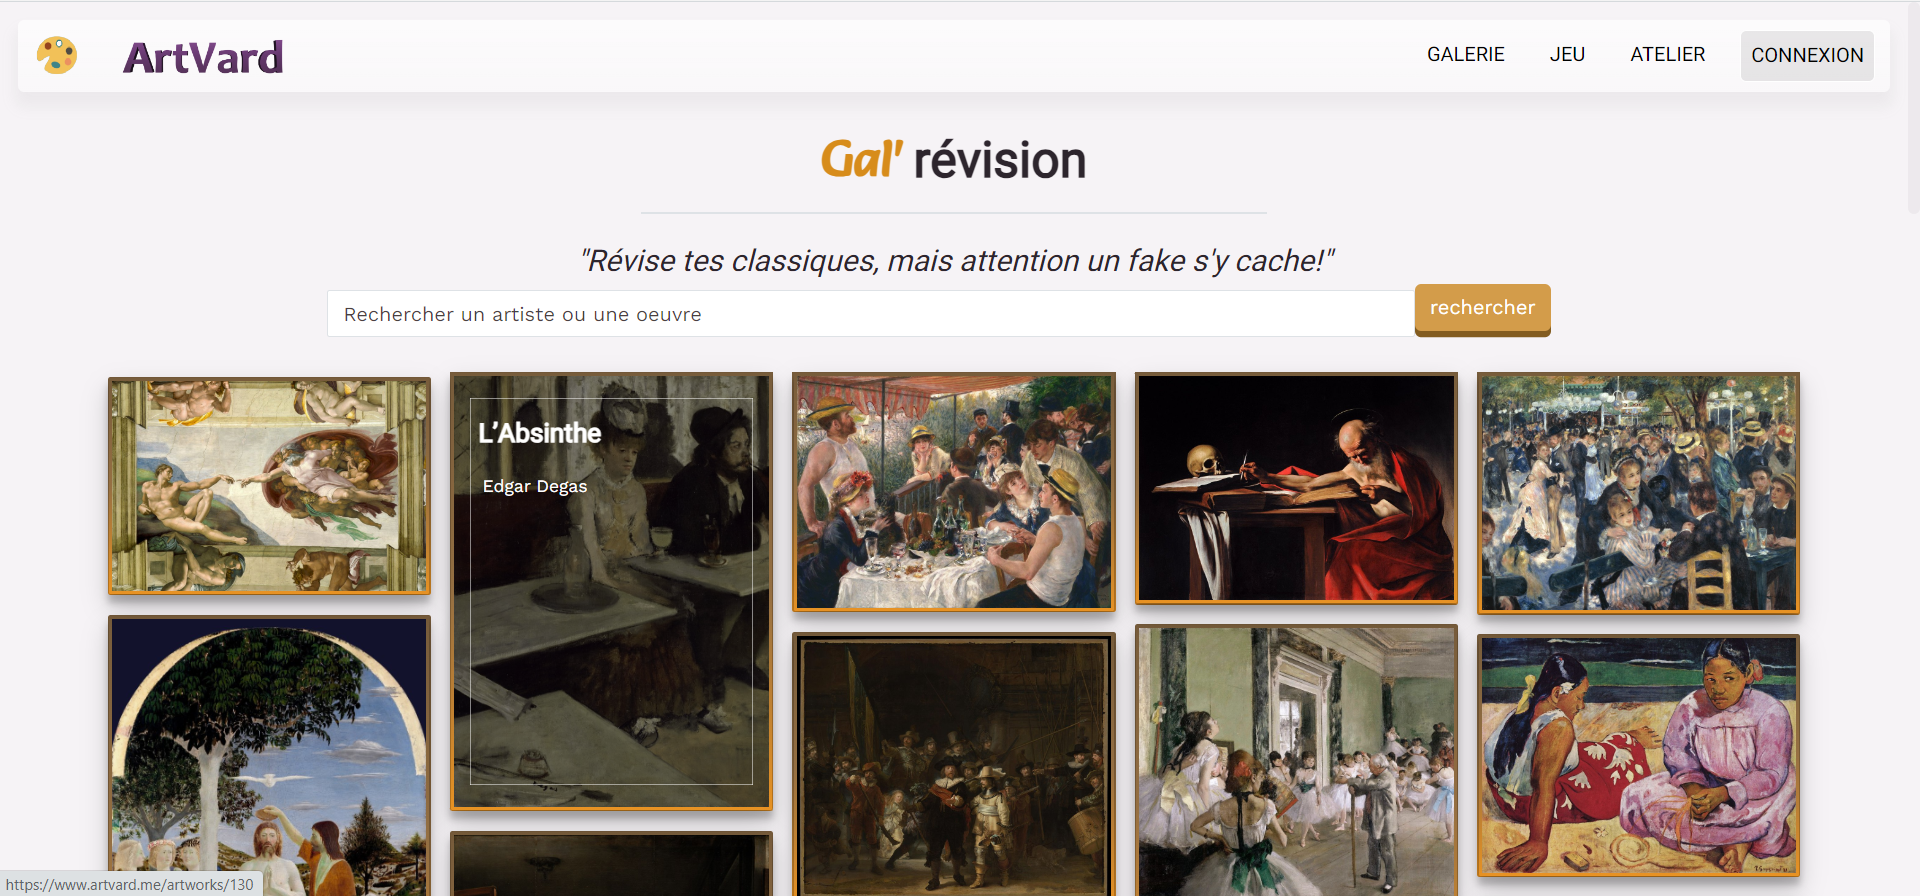 ArtVard
GALERIE JEU ATELIER CONNEXION
Gal' révision
"Révise tes classiques, mais attention un fake s'y cache!"
Rechercher un artiste ou une oeuvre rechercher
L’Absinthe
Edgar Degas
https://www.artvard.me/artworks/130